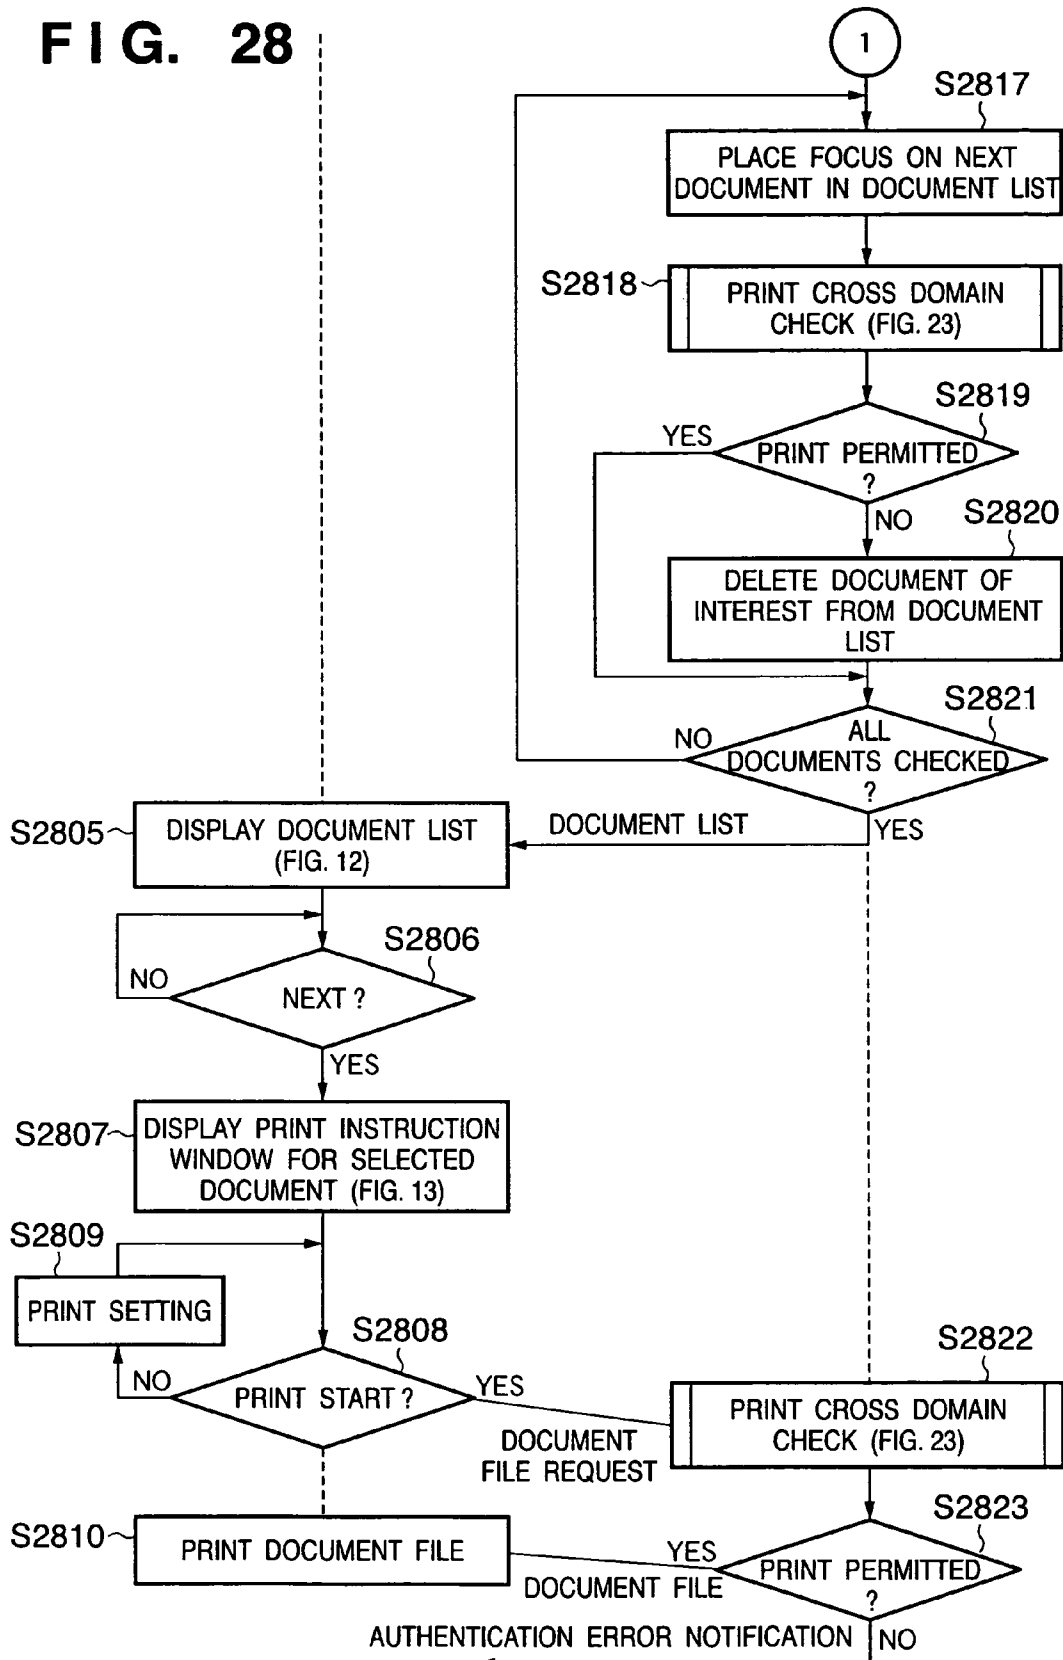 FIG. 28
1
S2817
PLACE FOCUS ON NEXT
DOCUMENT IN DOCUMENT LIST
S2818
PRINT CROSS DOMAIN
CHECK (FIG. 23)
S2819
YES
PRINT PERMITTED
?
NO
S2820
DELETE DOCUMENT OF
INTEREST FROM DOCUMENT
LIST
S2821
NO
ALL
DOCUMENTS CHECKED
?
YES
DOCUMENT LIST
S2805
DISPLAY DOCUMENT LIST
(FIG. 12)
S2806
NO
NEXT ?
YES
S2807
DISPLAY PRINT INSTRUCTION
WINDOW FOR SELECTED
DOCUMENT (FIG. 13)
S2809
PRINT SETTING
S2808
NO
PRINT START ?
YES
DOCUMENT
FILE REQUEST
S2822
PRINT CROSS DOMAIN
CHECK (FIG. 23)
S2823
S2810
PRINT DOCUMENT FILE
YES
DOCUMENT FILE
PRINT PERMITTED
?
AUTHENTICATION ERROR NOTIFICATION
NO